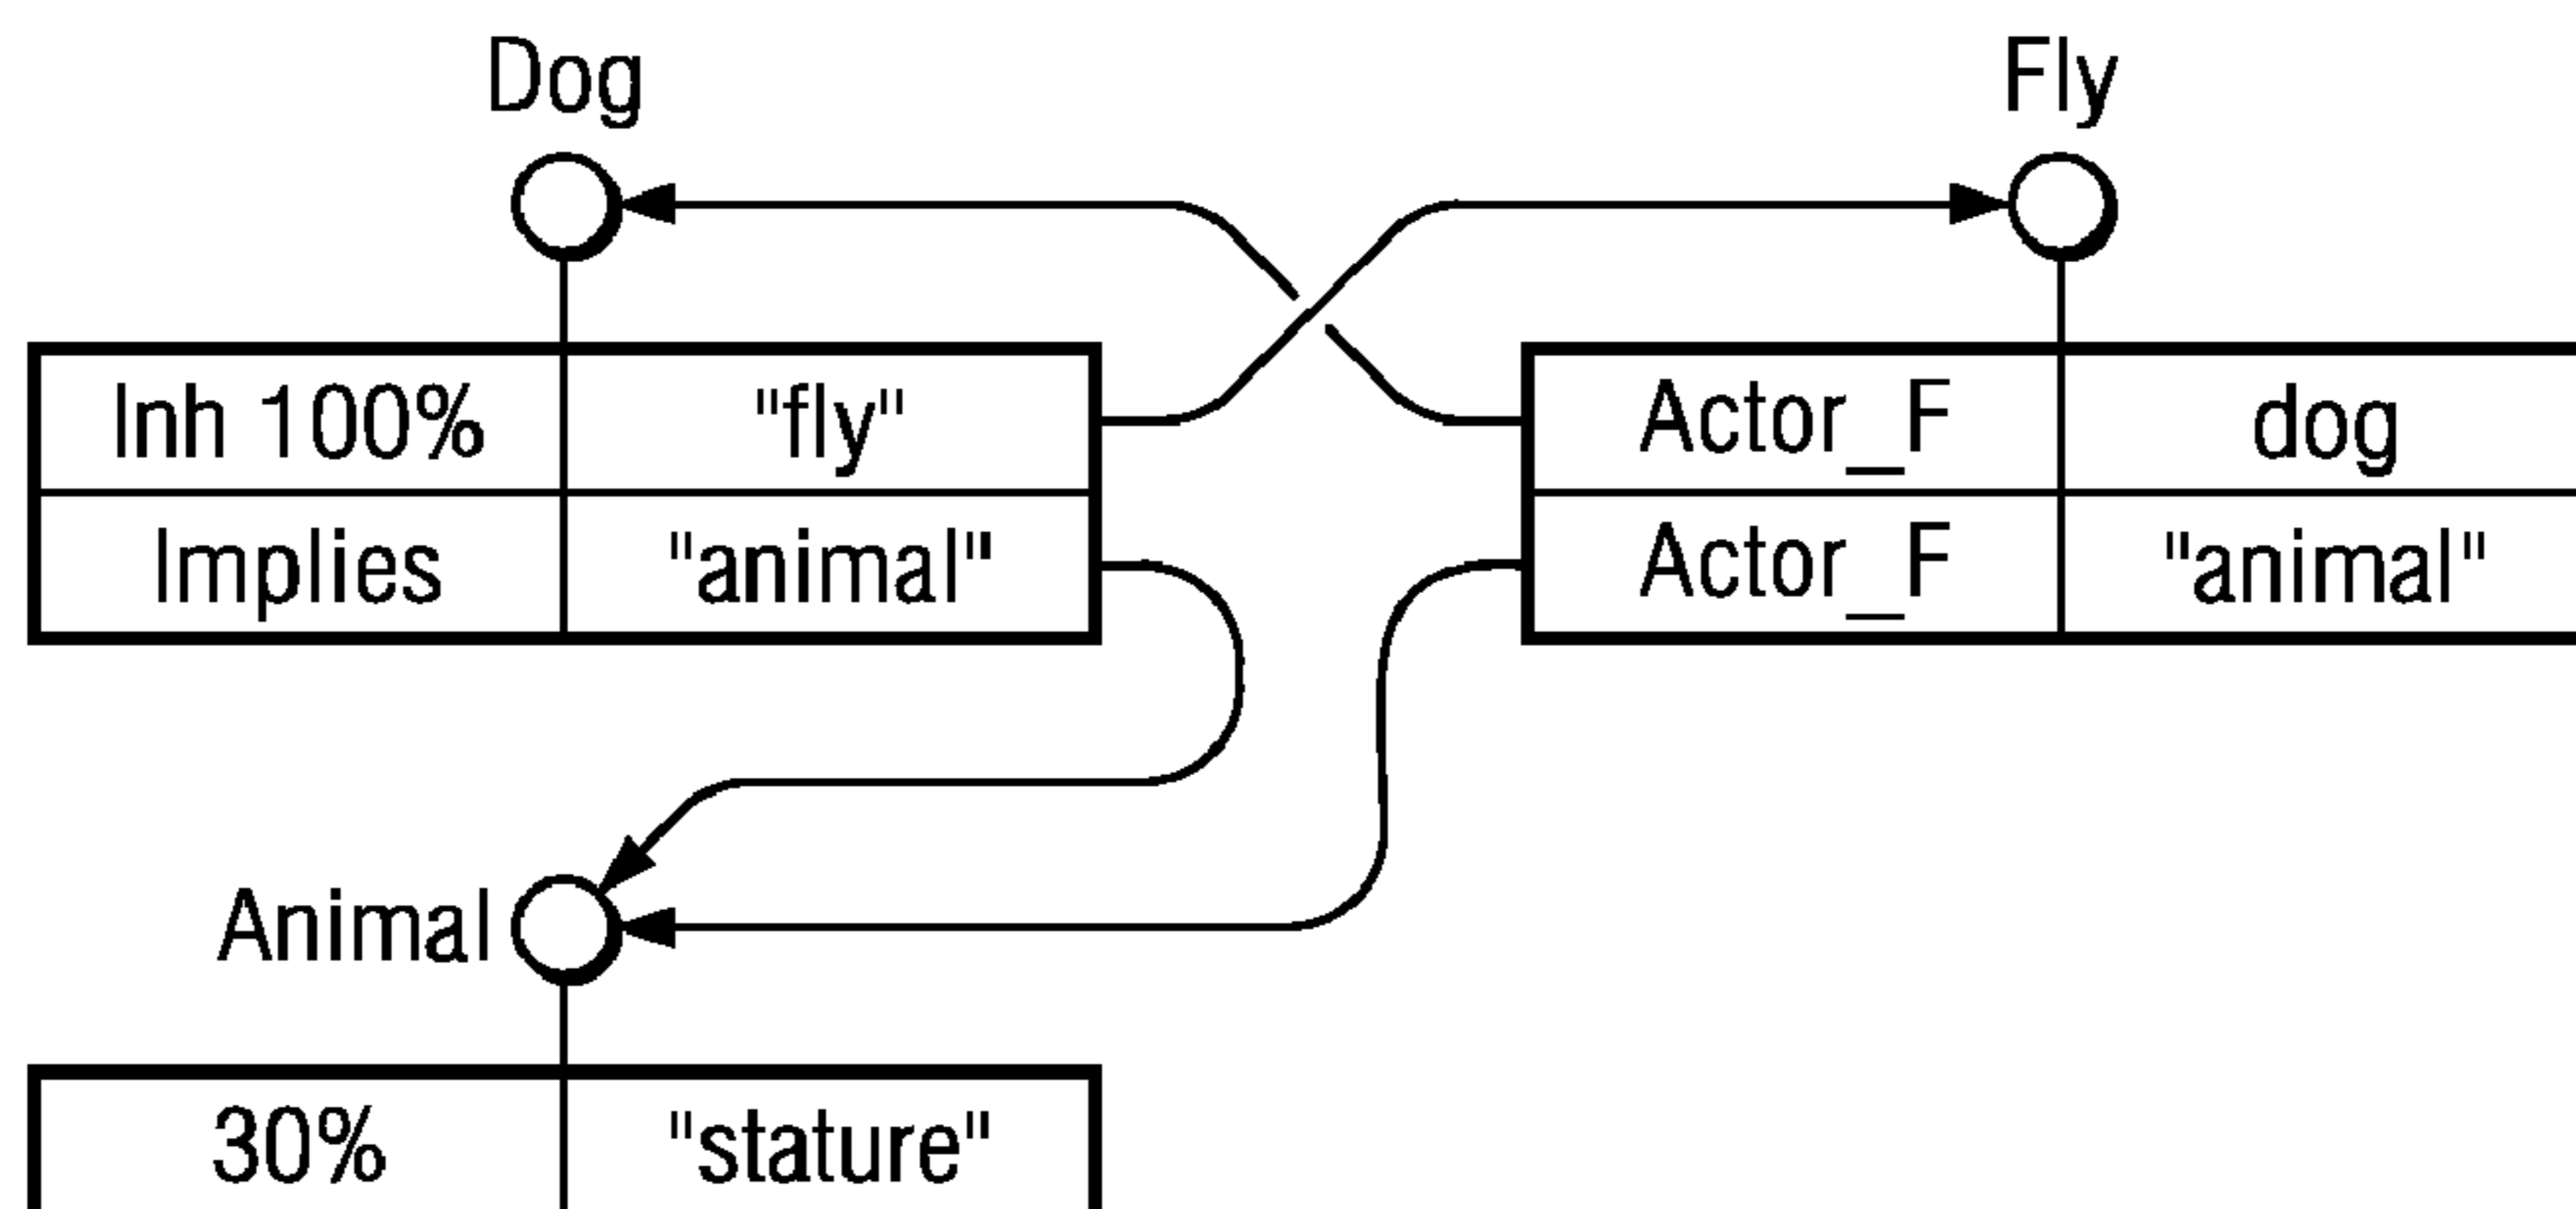 Dog
Fly
Inh 100% "fly"
Implies "animal"
Actor_F dog
Actor_F "animal"
Animal
30% "stature"